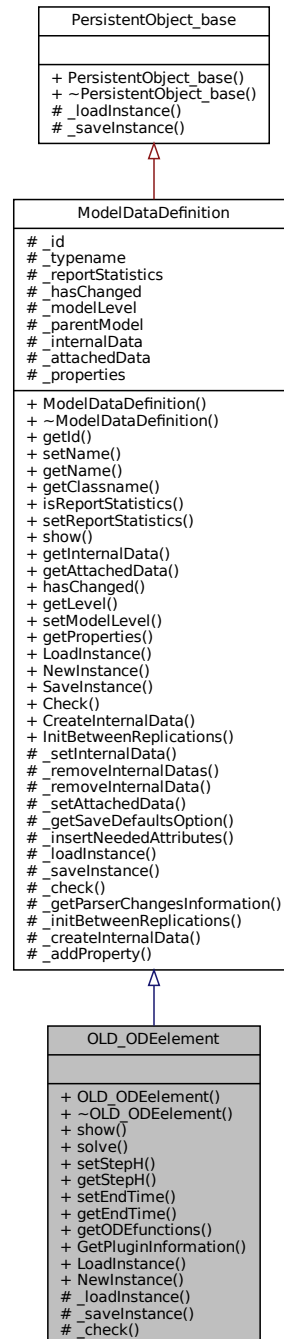 PersistentObject_base
+ PersistentObject_base()
+ ~PersistentObject_base()
# _loadInstance()
# _saveInstance()
ModelDataDefinition
# _id
# _typename
# _reportStatistics
# _hasChanged
# _modelLevel
# _parentModel
# _internalData
# _attachedData
# _properties
+ ModelDataDefinition()
+ ~ModelDataDefinition()
+ getId()
+ setName()
+ getName()
+ getClassname()
+ isReportStatistics()
+ setReportStatistics()
+ show()
+ getInternalData()
+ getAttachedData()
+ hasChanged()
+ getLevel()
+ setModelLevel()
+ getProperties()
+ LoadInstance()
+ NewInstance()
+ SaveInstance()
+ Check()
+ CreateInternalData()
+ InitBetweenReplications()
# _setInternalData()
# _removeInternalDatas()
# _removeInternalData()
# _setAttachedData()
# _getSaveDefaultsOption()
# _insertNeededAttributes()
# _loadInstance()
# _saveInstance()
# _check()
# _getParserChangesInformation()
# _initBetweenReplications()
# _createInternalData()
# _addProperty()
OLD_ODEelement
+ OLD_ODEelement()
+ ~OLD_ODEelement()
+ show()
+ solve()
+ setStepH()
+ getStepH()
+ setEndTime()
+ getEndTime()
+ getODEfunctions()
+ GetPluginInformation()
+ LoadInstance()
+ NewInstance()
# _loadInstance()
# _saveInstance()
# _check()